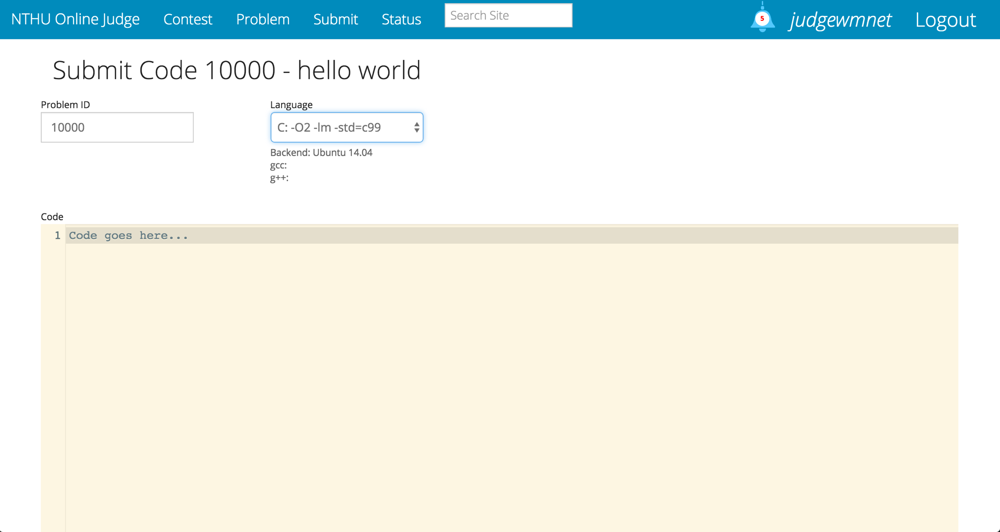 NTHU Online Judge Contest Problem Submit Status Search Site 5 judgewmnet Logout
Submit Code 10000 - hello world
Problem ID Language
10000 C: -O2 -lm -std=c99
Backend: Ubuntu 14.04
gcc:
g++:
Code
1 Code goes here...